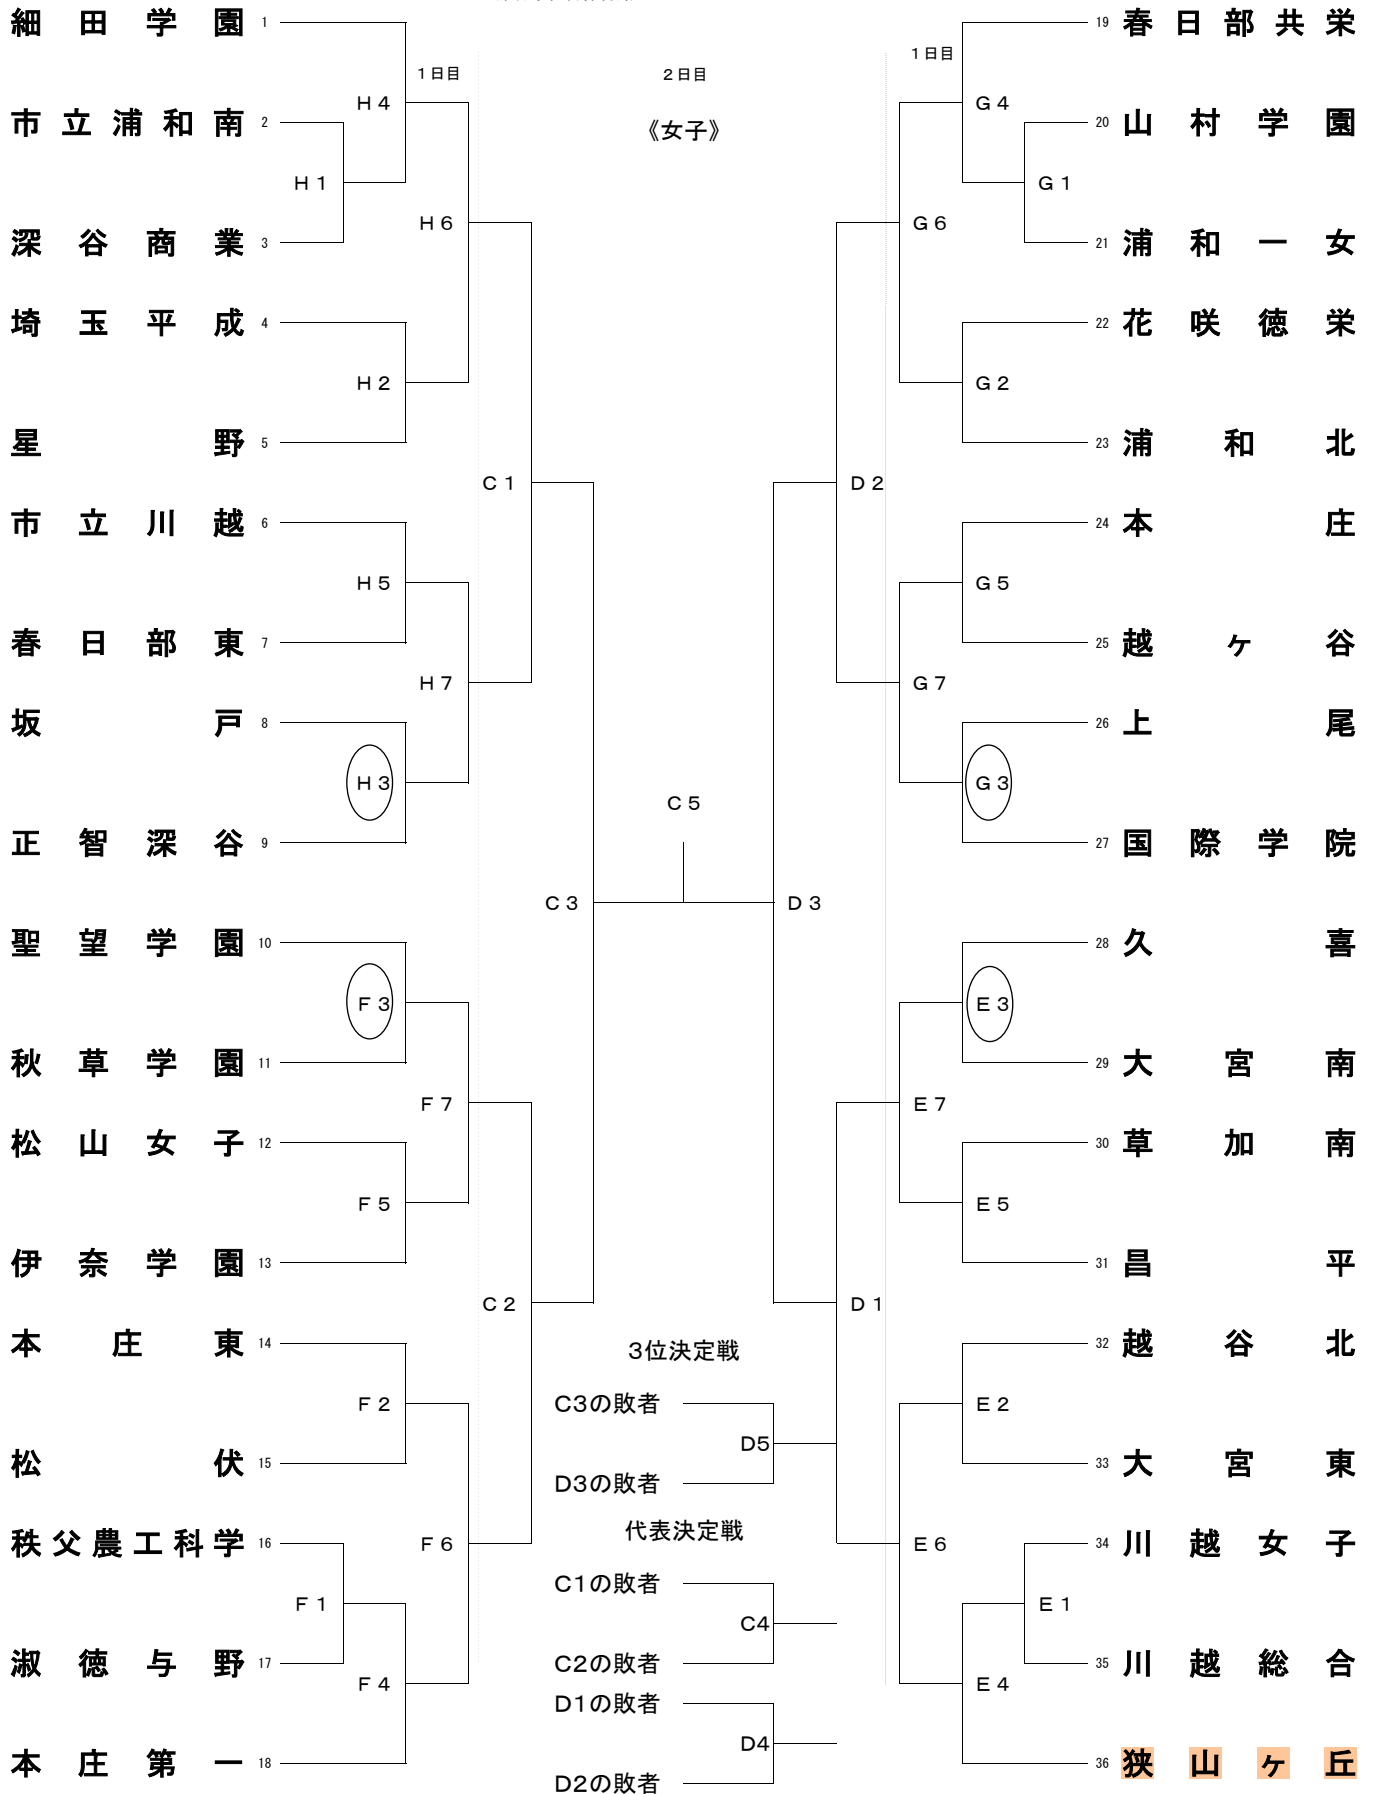 細田学園 1
1日目
H4
市立浦和南 2
H1
深谷商業 3
H6
埼玉平成 4
H2
星野 5
C1
市立川越 6
H5
春日部東 7
H7
坂戸 8
H3
正智深谷 9
C3
聖望学園 10
F3
秋草学園 11
F7
松山女子 12
F5
伊奈学園 13
C2
本庄東 14
F2
松伏 15
F6
秩父農工科学 16
F1
淑徳与野 17
F4
本庄第一 18
2日目
《女子》
C5
3位決定戦
C3の敗者
D5
D3の敗者
代表決定戦
C1の敗者
C4
C2の敗者
D1の敗者
D4
D2の敗者
19 春日部共栄
1日目
G4
20 山村学園
G1
21 浦和一女
G6
22 花咲徳栄
G2
23 浦和北
D2
24 本庄
G5
25 越ヶ谷
G7
26 上尾
G3
27 国際学院
D3
28 久喜
E3
29 大宮南
E7
30 草加南
E5
31 昌平
D1
32 越谷北
E2
33 大宮東
E6
34 川越女子
E1
35 川越総合
E4
36 狭山ヶ丘